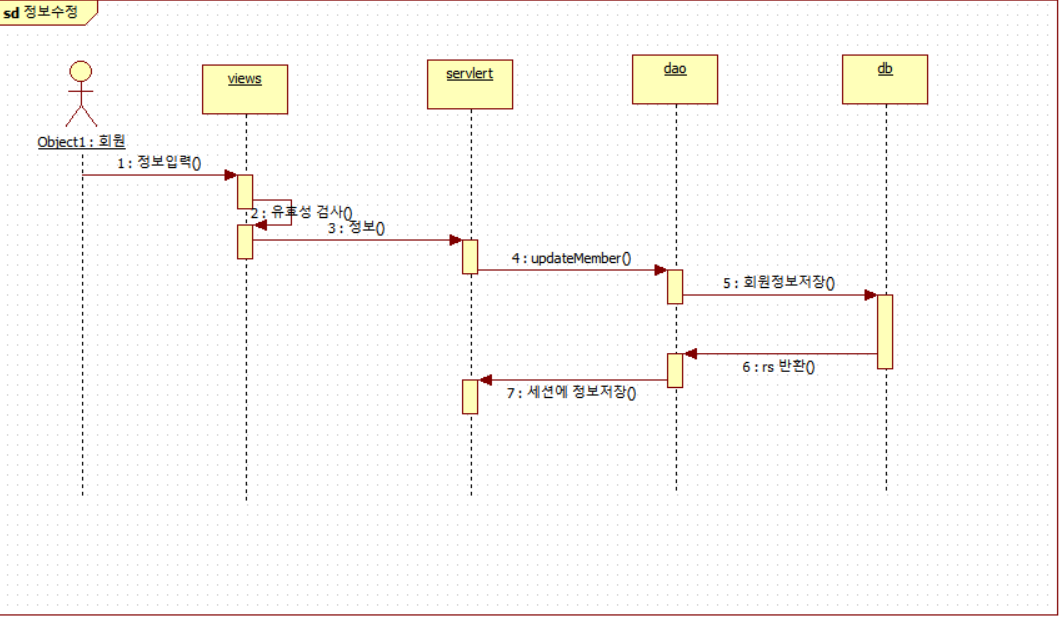 sd 정보수정
views
servlert
dao
db
Object1 : 회원
1 : 정보입력()
2 : 유효성 검사()
3 : 정보()
4 : updateMember()
5 : 회원정보저장()
6 : rs 반환()
7 : 세션에 정보저장()